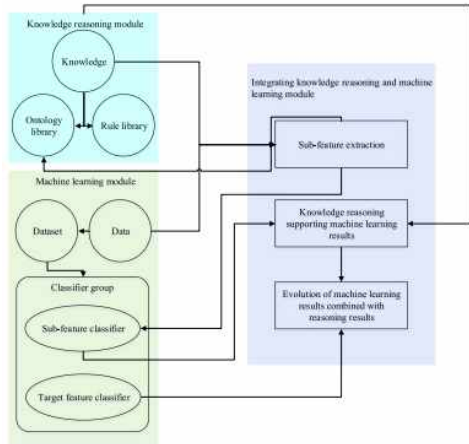 Knowledge reasoning module
Knowledge
Ontology
library
Rule library
Machine learning module
Dataset
Data
Classifier group
Sub-feature classifier
Target feature classifier
Integrating knowledge reasoning and machine
learning module
Sub-feature extraction
Knowledge reasoning
supporting machine learning
results
Evolution of machine learning
results combined with
reasoning results